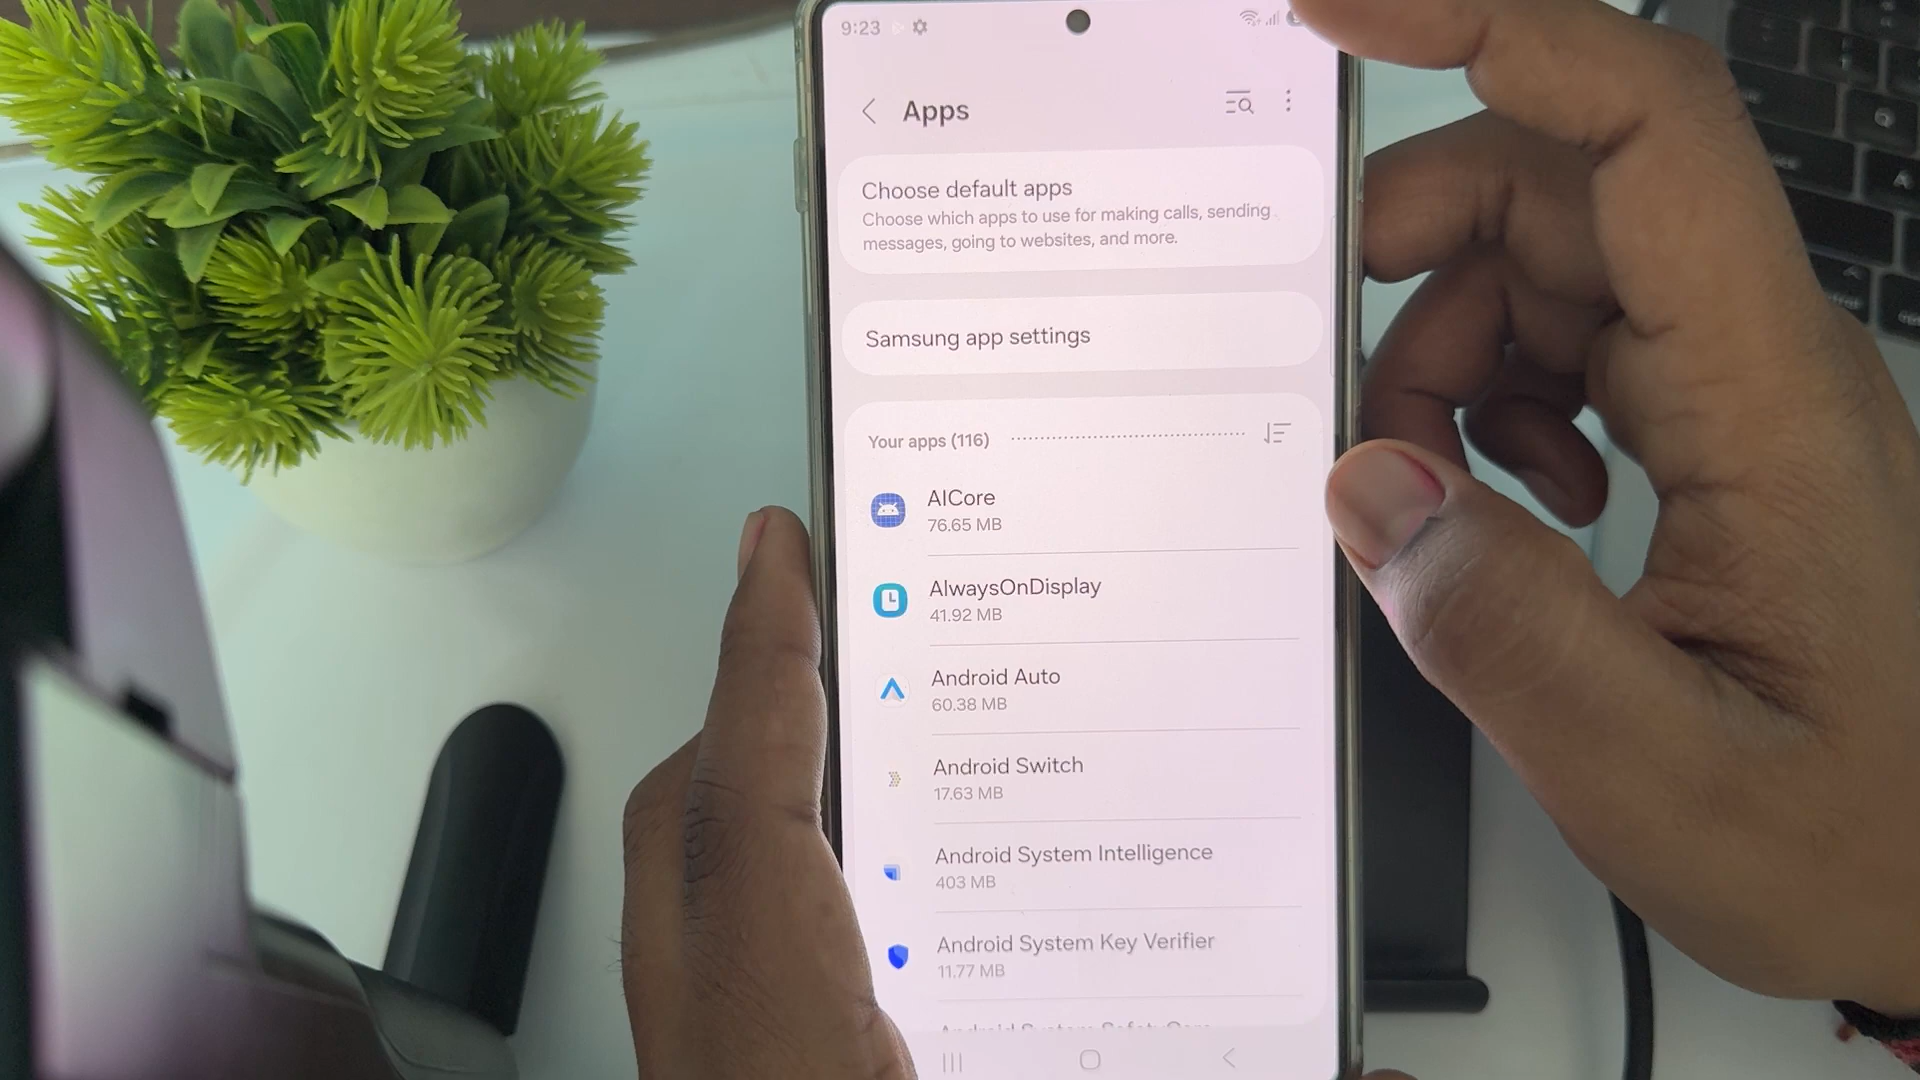 9:23
Apps
Choose default apps
Choose which apps to use for making calls, sending
messages, going to websites, and more.
Samsung app settings
Your apps (116)
AICore
76.65 MB
AlwaysOnDisplay
41.92 MB
Android Auto
60.38 MB
Android Switch
17.63 MB
Android System Intelligence
403 MB
Android System Key Verifier
11.77 MB